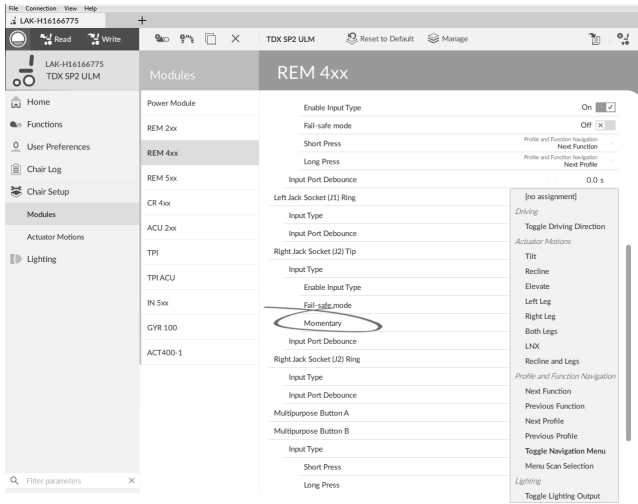 File Connection View Help
LAK-H16166775 +
Read Write TDX SP2 ULM Reset to Default Manage
LAK-H16166775
TDX SP2 ULM
Home
Functions
User Preferences
Chair Log
Chair Setup
Modules
Actuator Motions
Lighting
Filter parameters
Modules
Power Module
REM 2xx
REM 4xx
REM 5xx
CR 4xx
ACU 2xx
TPI
TPI ACU
IN 5xx
GYR 100
ACT400-1
REM 4xx
Enable Input Type On
Fail-safe mode Off
Short Press Profile and Function Navigation
Next Function
Long Press Profile and Function Navigation
Next Profile
Input Port Debounce 0.0 s
Left Jack Socket (J1) Ring
Input Type
Input Port Debounce
Right Jack Socket (J2) Tip
Input Type
Enable Input Type
Fail-safe mode
Momentary
Input Port Debounce
Right Jack Socket (J2) Ring
Input Type
Input Port Debounce
Multipurpose Button A
Multipurpose Button B
Input Type
Short Press
Long Press
[no assignment]
Driving
Toggle Driving Direction
Actuator Motions
Tilt
Recline
Elevate
Left Leg
Right Leg
Both Legs
LNX
Recline and Legs
Profile and Function Navigation
Next Function
Previous Function
Next Profile
Previous Profile
Toggle Navigation Menu
Menu Scan Selection
Lighting
Toggle Lighting Output